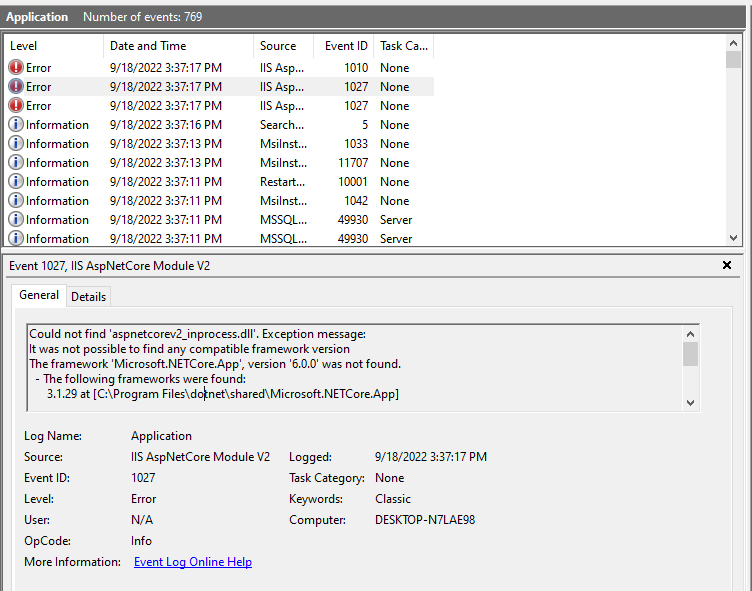 Application Number of events: 769
Level Date and Time Source Event ID Task Ca...
Error 9/18/2022 3:37:17 PM IIS Asp... 1010 None
Error 9/18/2022 3:37:17 PM IIS Asp... 1027 None
Error 9/18/2022 3:37:17 PM IIS Asp... 1027 None
Information 9/18/2022 3:37:16 PM Search... 5 None
Information 9/18/2022 3:37:13 PM MsiInst... 1033 None
Information 9/18/2022 3:37:13 PM MsiInst... 11707 None
Information 9/18/2022 3:37:11 PM Restart... 10001 None
Information 9/18/2022 3:37:11 PM MsiInst... 1042 None
Information 9/18/2022 3:37:11 PM MSSQL... 49930 Server
Information 9/18/2022 3:37:11 PM MSSQL... 49930 Server
Event 1027, IIS AspNetCore Module V2
General Details
Could not find 'aspnetcorev2_inprocess.dll'. Exception message:
It was not possible to find any compatible framework version
The framework 'Microsoft.NETCore.App', version '6.0.0' was not found.
- The following frameworks were found:
3.1.29 at [C:\Program Files\dotnet\shared\Microsoft.NETCore.App]
Log Name: Application
Source: IIS AspNetCore Module V2 Logged: 9/18/2022 3:37:17 PM
Event ID: 1027 Task Category: None
Level: Error Keywords: Classic
User: N/A Computer: DESKTOP-N7LAE98
OpCode: Info
More Information: Event Log Online Help